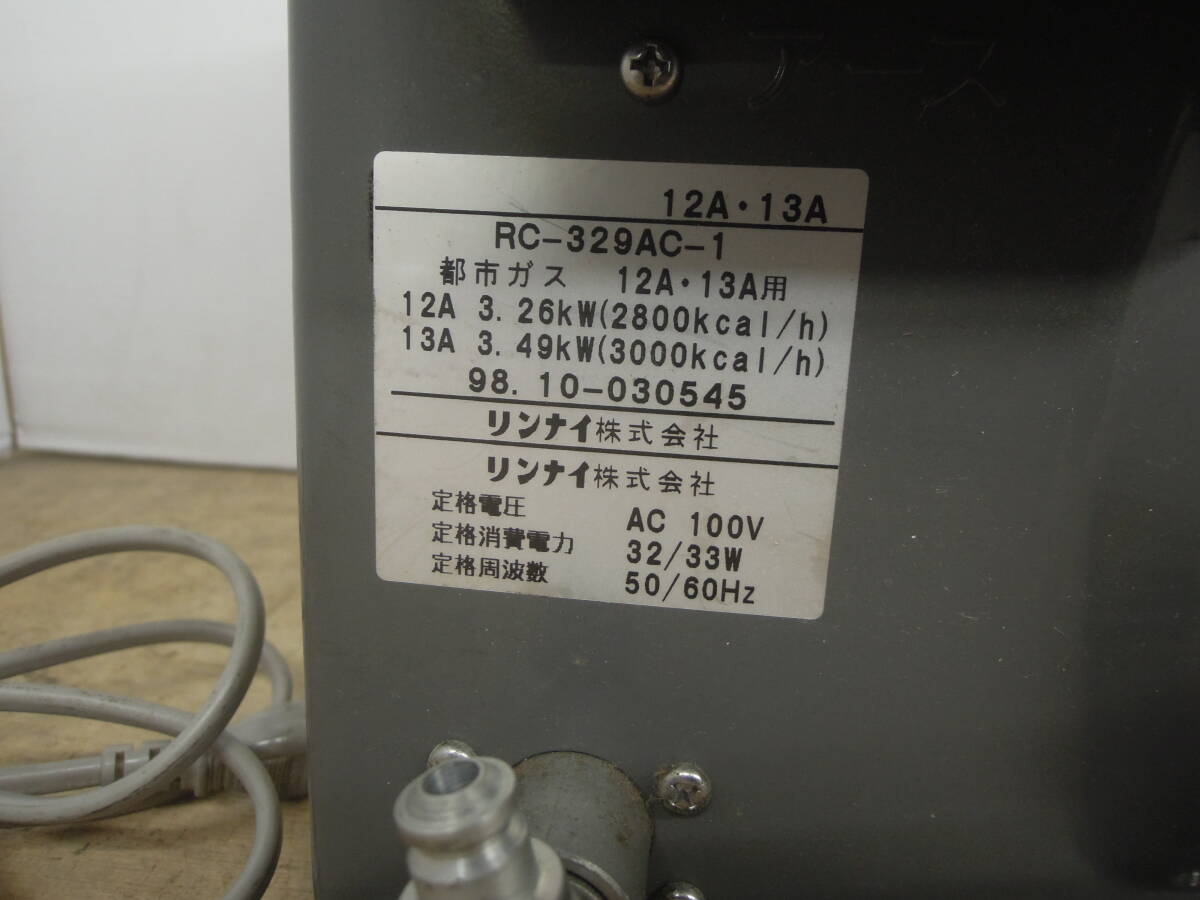 アース
12A・13A
RC-329AC-1
都市ガス 12A・13A用
12A 3.26kW(2800kcal/h)
13A 3.49kW(3000kcal/h)
98.10-030545
リンナイ株式会社
リンナイ株式会社
定格電圧 AC 100V
定格消費電力 32/33W
定格周波数 50/60Hz